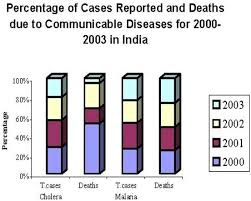 Percentage of Cases Reported and Deaths
due to Communicable Diseases for 2000-
2003 in India
100%
80%
60%
40%
20%
0%
Percentage
T.cases Deaths T.cases Deaths
Cholera Malaria
2003
2002
2001
2000